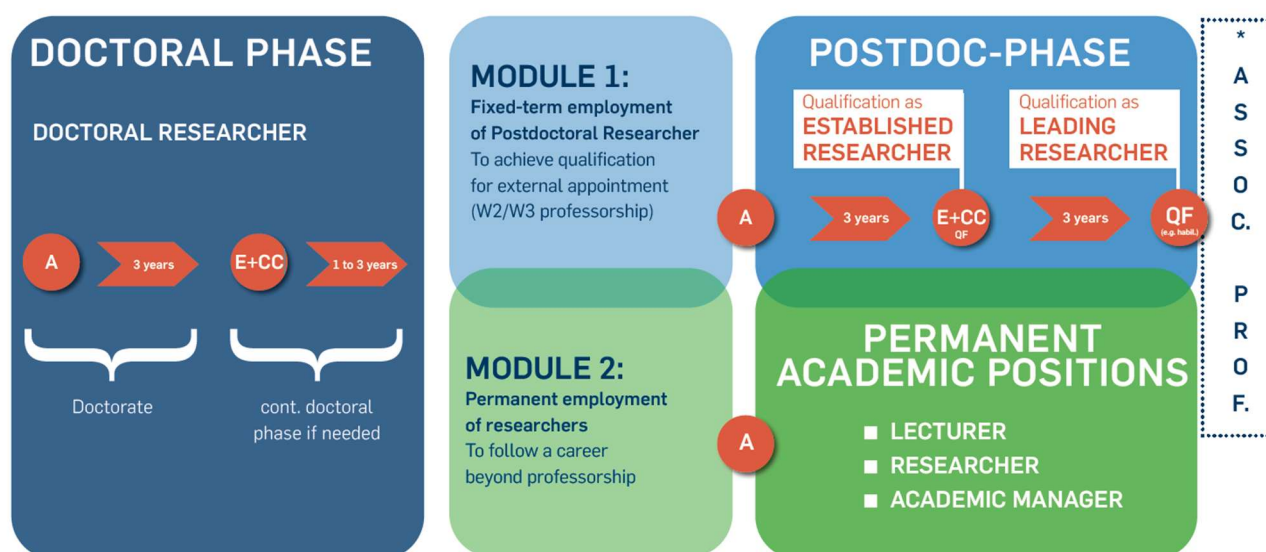 DOCTORAL PHASE
DOCTORAL RESEARCHER
A
3 years
E+CC
1 to 3 years
Doctorate
cont. doctoral
phase if needed
MODULE 1:
Fixed-term employment
of Postdoctoral Researcher
To achieve qualification
for external appointment
(W2/W3 professorship)
MODULE 2:
Permanent employment
of researchers
To follow a career
beyond professorship
POSTDOC-PHASE
Qualification as
ESTABLISHED
RESEARCHER
Qualification as
LEADING
RESEARCHER
A
3 years
E+CC
QF
3 years
QF
(e.g. habil.)
PERMANENT
ACADEMIC POSITIONS
A
■ LECTURER
■ RESEARCHER
■ ACADEMIC MANAGER
*
A
S
S
O
C.
P
R
O
F.